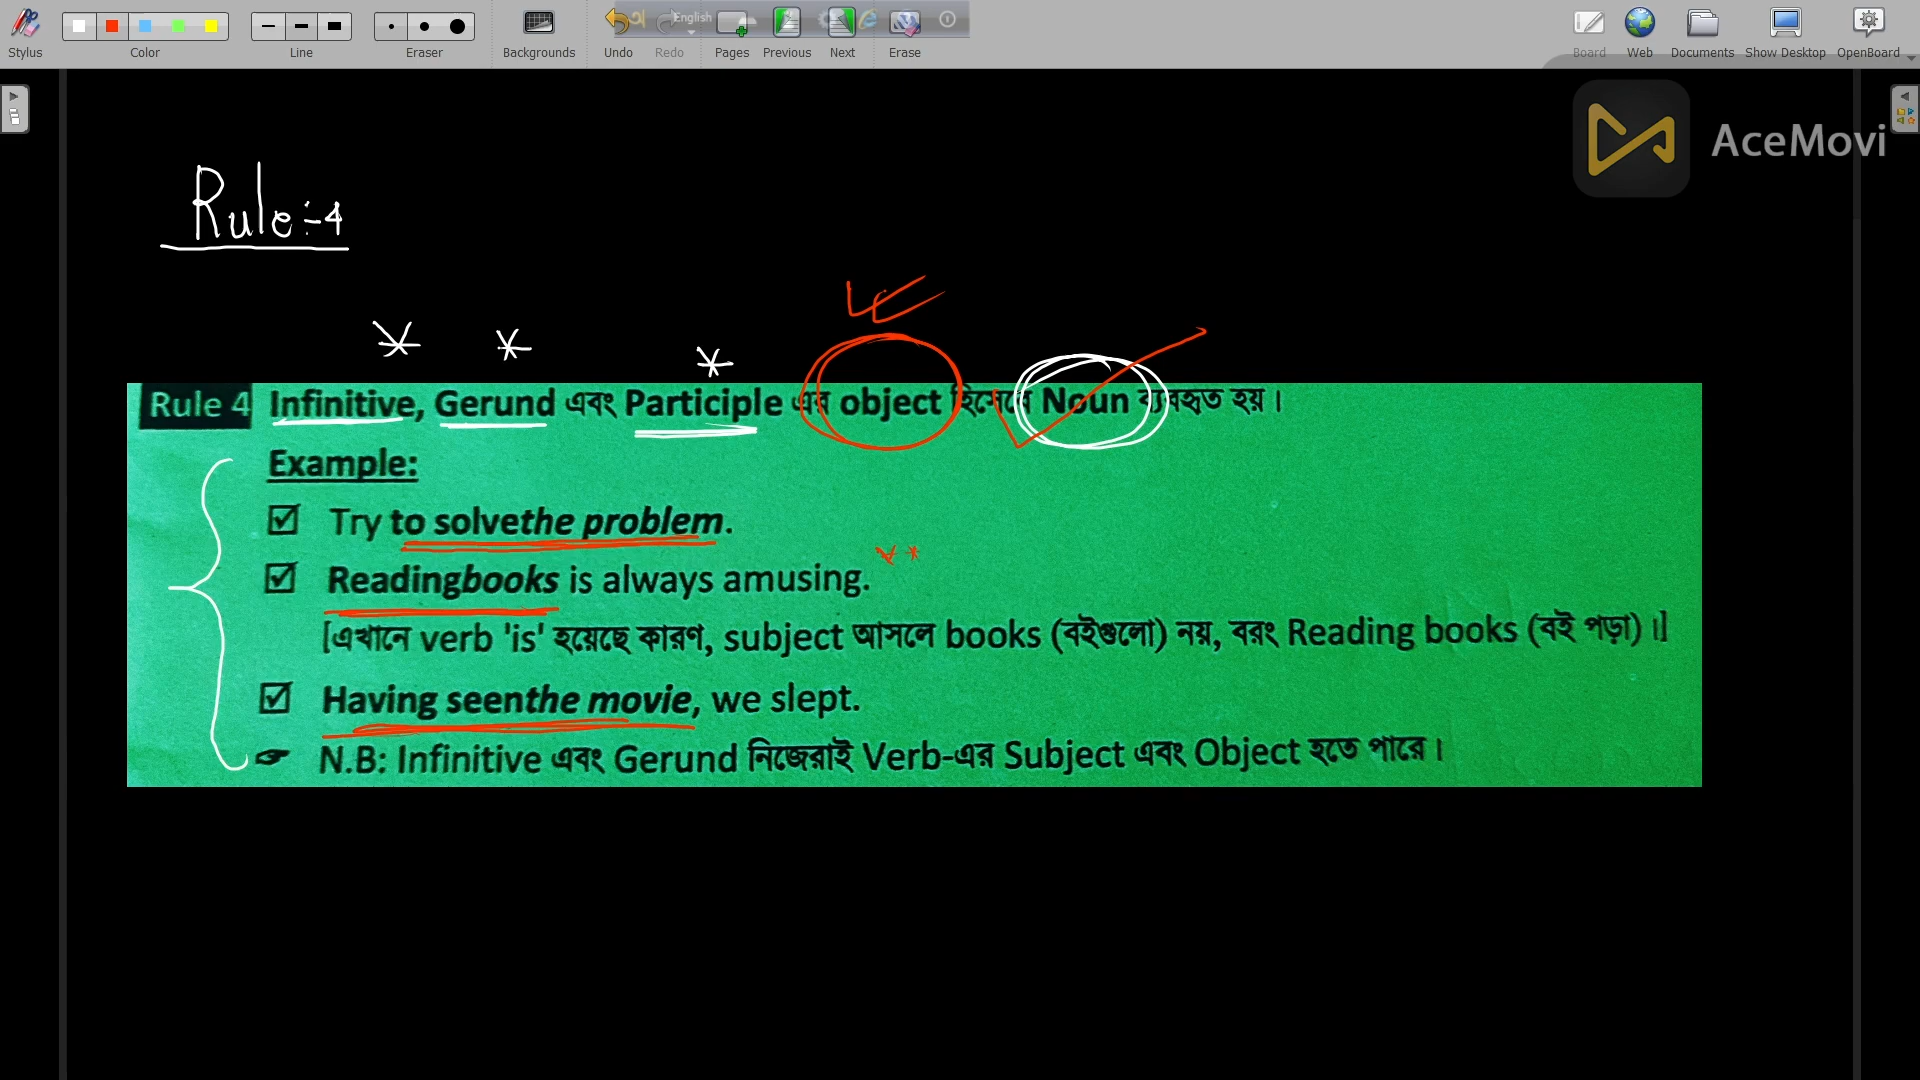 English
Stylus Color Line Eraser Backgrounds Undo Redo Pages Previous Next Erase Board Web Documents Show Desktop OpenBoard
AceMovi
Rule:-4
Rule 4 Infinitive, Gerund এবং Participle এর object হিসেবে Noun ব্যবহৃত হয়।
Example:
Try to solvethe problem.
Readingbooks is always amusing.
[এখানে verb 'is' হয়েছে কারণ, subject আসলে books (বইগুলো) নয়, বরং Reading books (বই পড়া)।]
Having seenthe movie, we slept.
N.B: Infinitive এবং Gerund নিজেরাই Verb-এর Subject এবং Object হতে পারে।